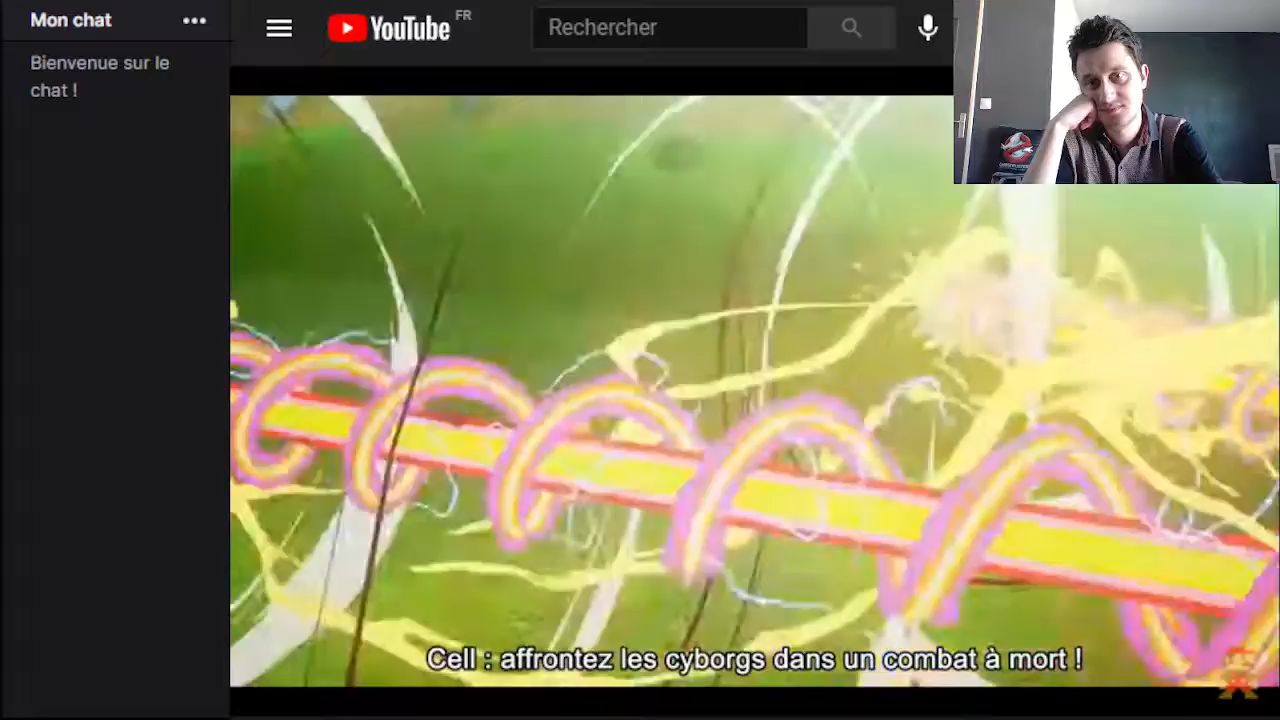 Mon chat
Bienvenue sur le
chat !
YouTube FR
Rechercher
Cell : affrontez les cyborgs dans un combat à mort !